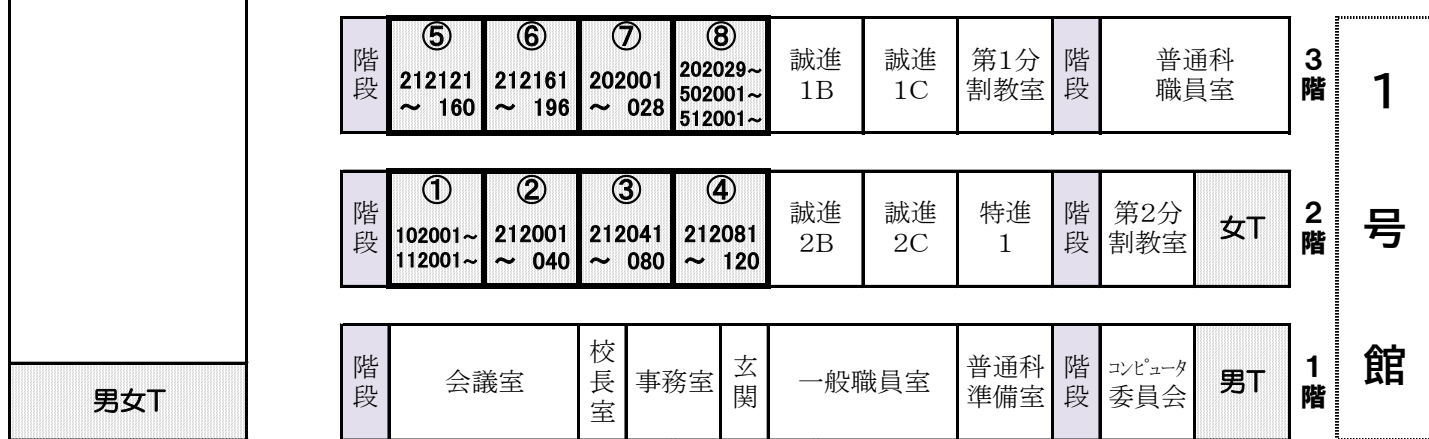 階段
⑤
212121
～ 160
⑥
212161
～ 196
⑦
202001
～ 028
⑧
202029～
502001～
512001～
誠進
1B
誠進
1C
第1分
割教室
階段
普通科
職員室
3階
階段
①
102001～
112001～
②
212001
～ 040
③
212041
～ 080
④
212081
～ 120
誠進
2B
誠進
2C
特進
1
階段
第2分
割教室
女T
2階
階段
会議室
校長室
事務室
玄関
一般職員室
普通科
準備室
階段
コンピュータ
委員会
男T
1階
1号館
男女T